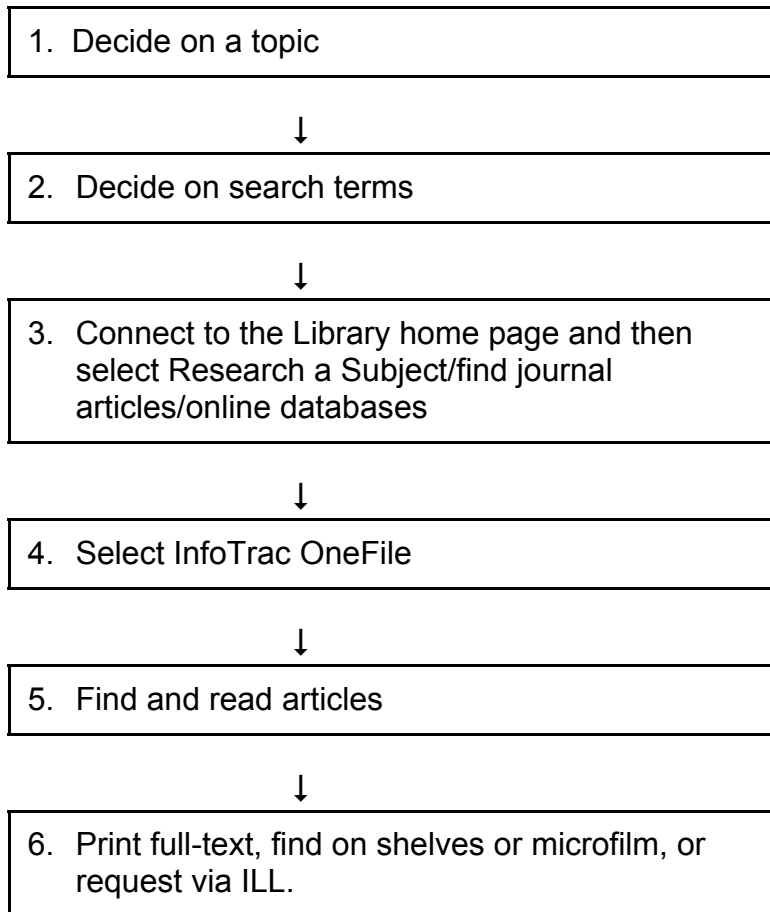 1. Decide on a topic
↓
2. Decide on search terms
↓
3. Connect to the Library home page and then
select Research a Subject/find journal
articles/online databases
↓
4. Select InfoTrac OneFile
↓
5. Find and read articles
↓
6. Print full-text, find on shelves or microfilm, or
request via ILL.